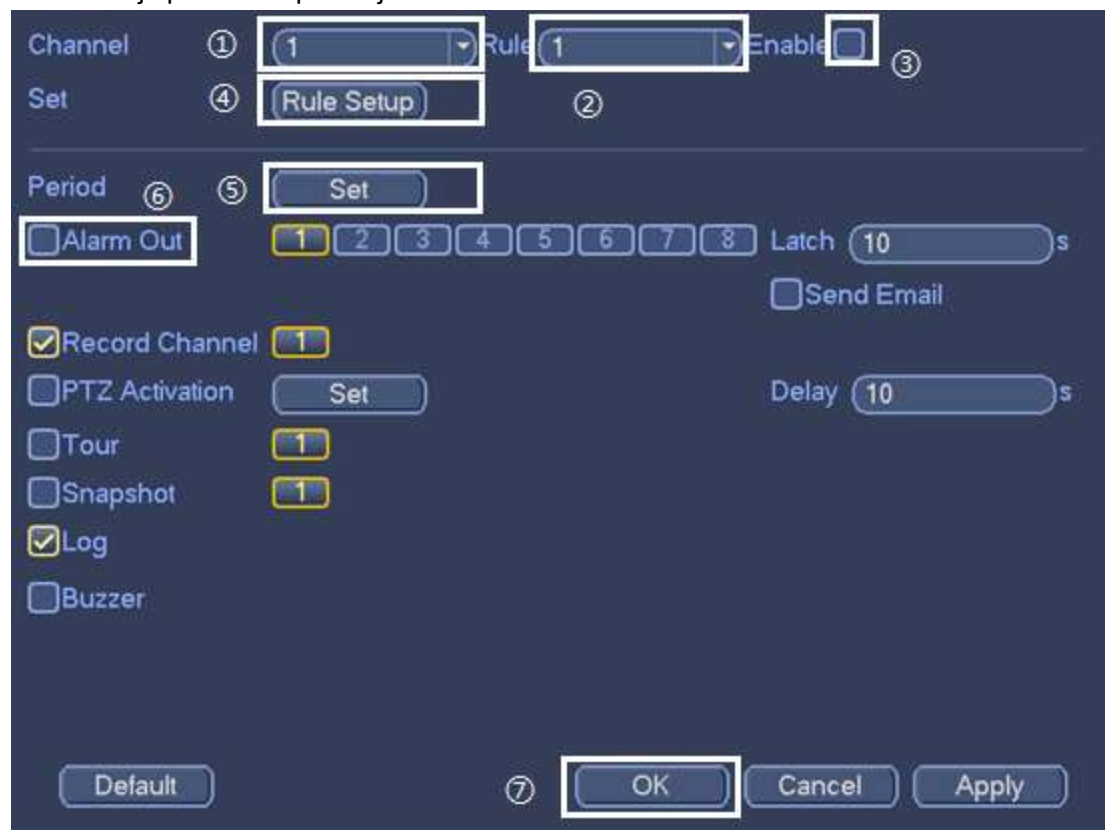 Channel ① 1 Rule 1 Enable ③
Set ④ Rule Setup ②
Period ⑥ ⑤ Set
Alarm Out 1 2 3 4 5 6 7 8 Latch 10 s
Send Email
Record Channel 1
PTZ Activation Set Delay 10 s
Tour 1
Snapshot 1
Log
Buzzer
Default ⑦ OK Cancel Apply